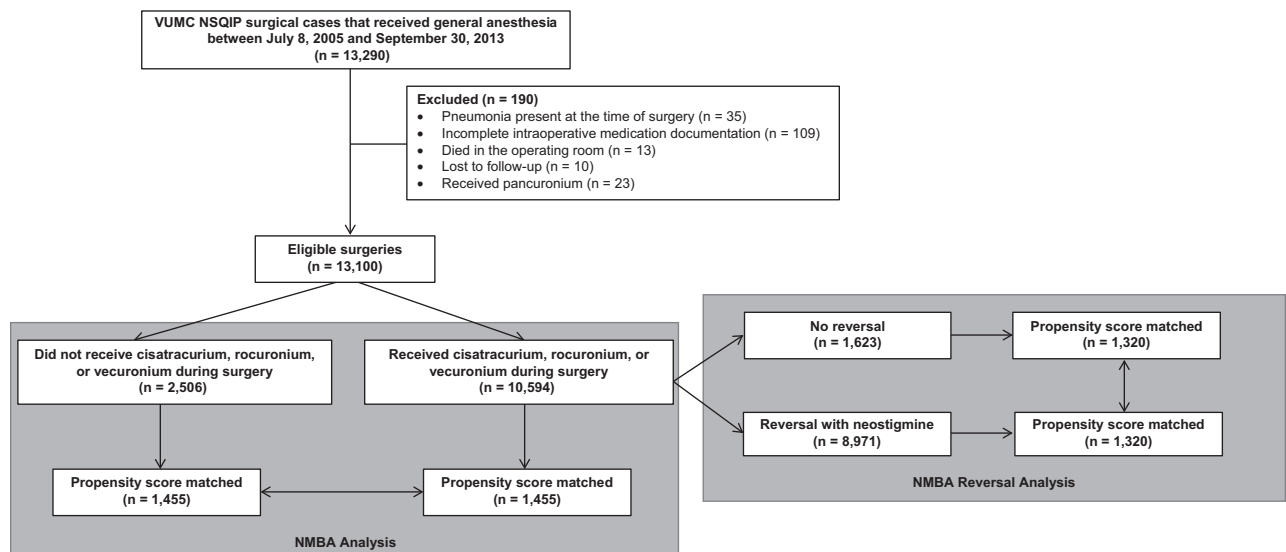 VUMC NSQIP surgical cases that received general anesthesia
between July 8, 2005 and September 30, 2013
(n = 13,290)
Excluded (n = 190)
• Pneumonia present at the time of surgery (n = 35)
• Incomplete intraoperative medication documentation (n = 109)
• Died in the operating room (n = 13)
• Lost to follow-up (n = 10)
• Received pancuronium (n = 23)
Eligible surgeries
(n = 13,100)
Did not receive cisatracurium, rocuronium,
or vecuronium during surgery
(n = 2,506)
Received cisatracurium, rocuronium, or
vecuronium during surgery
(n = 10,594)
Propensity score matched
(n = 1,455)
Propensity score matched
(n = 1,455)
NMBA Analysis
No reversal
(n = 1,623)
Propensity score matched
(n = 1,320)
Reversal with neostigmine
(n = 8,971)
Propensity score matched
(n = 1,320)
NMBA Reversal Analysis